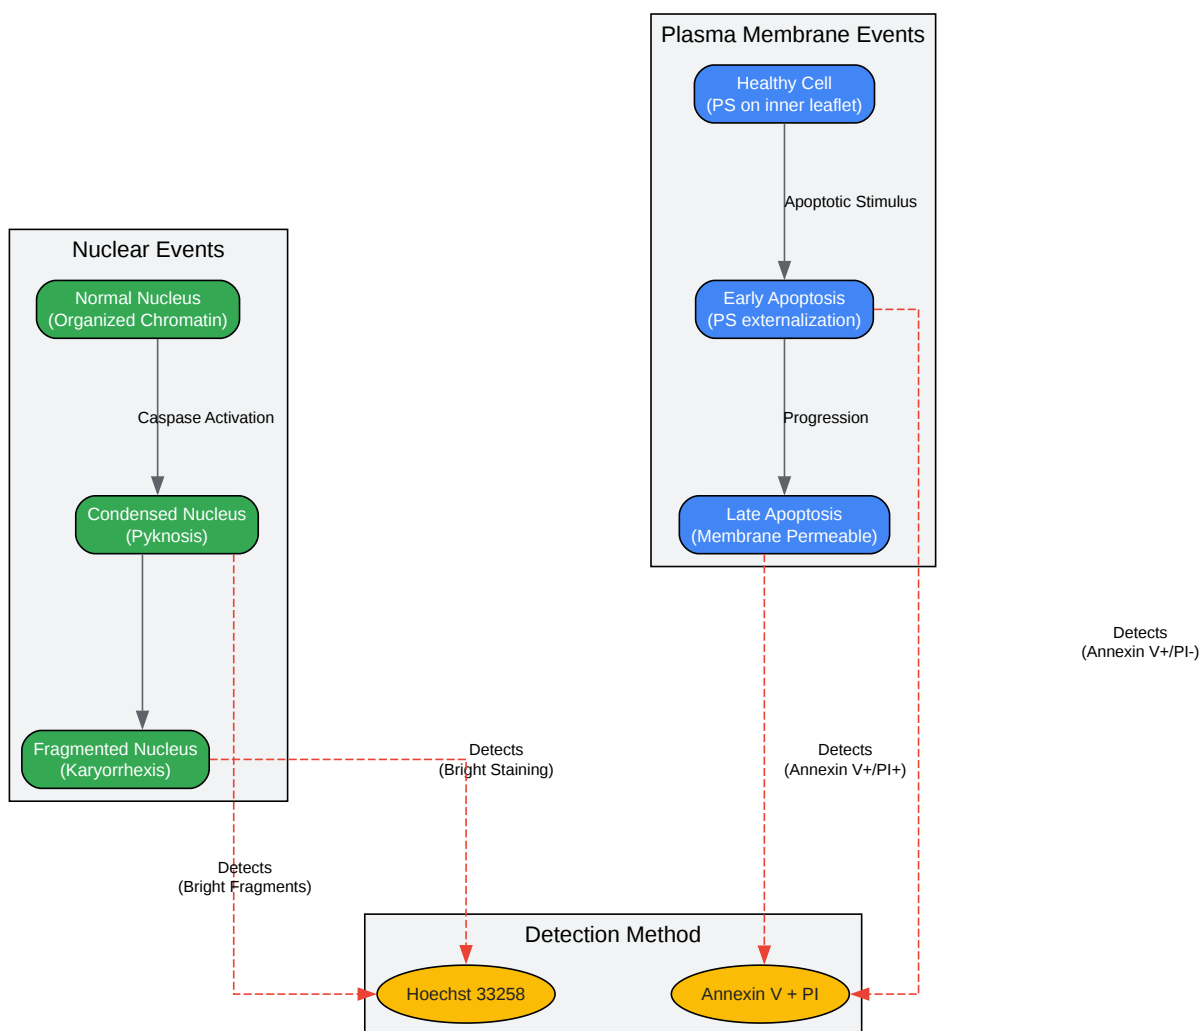 Plasma Membrane Events
Healthy Cell
(PS on inner leaflet)
Apoptotic Stimulus
Early Apoptosis
(PS externalization)
Progression
Late Apoptosis
(Membrane Permeable)
Nuclear Events
Normal Nucleus
(Organized Chromatin)
Caspase Activation
Condensed Nucleus
(Pyknosis)
Fragmented Nucleus
(Karyorrhexis)
Detects
(Annexin V+/PI-)
Detects
(Bright Staining)
Detects
(Annexin V+/PI+)
Detects
(Bright Fragments)
Detection Method
Hoechst 33258
Annexin V + PI